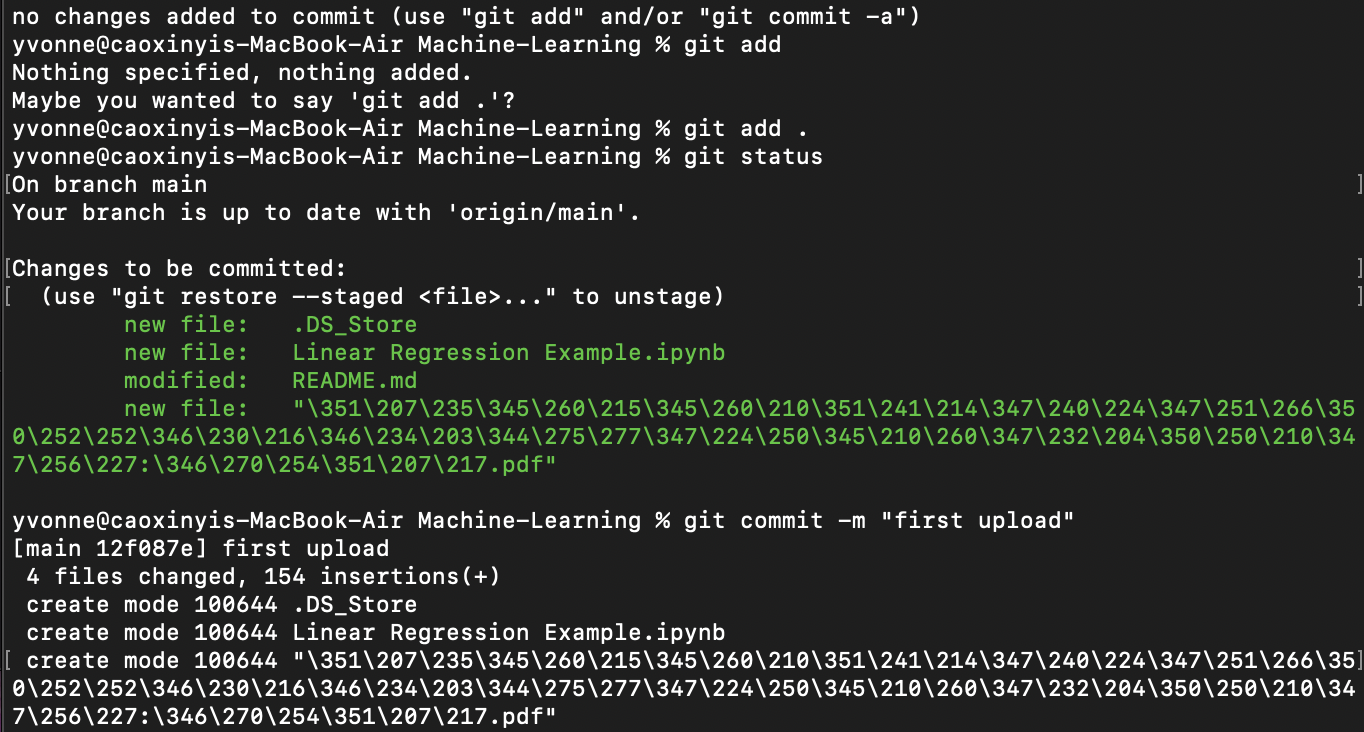 no changes added to commit (use "git add" and/or "git commit -a")
yvonne@caoxinyis-MacBook-Air Machine-Learning % git add
Nothing specified, nothing added.
Maybe you wanted to say 'git add .'?
yvonne@caoxinyis-MacBook-Air Machine-Learning % git add .
yvonne@caoxinyis-MacBook-Air Machine-Learning % git status
[On branch main ]
Your branch is up to date with 'origin/main'.
[Changes to be committed: ]
[  (use "git restore --staged <file>..." to unstage) ]
new file:   .DS_Store
new file:   Linear Regression Example.ipynb
modified:   README.md
new file:   "\351\207\235\345\260\215\345\260\210\351\241\214\347\240\224\347\251\266\35
0\252\252\346\230\216\346\234\203\344\275\277\347\224\250\345\210\260\347\232\204\350\250\210\34
7\256\227:\346\270\254\351\207\217.pdf"
yvonne@caoxinyis-MacBook-Air Machine-Learning % git commit -m "first upload"
[main 12f087e] first upload
4 files changed, 154 insertions(+)
create mode 100644 .DS_Store
create mode 100644 Linear Regression Example.ipynb
[ create mode 100644 "\351\207\235\345\260\215\345\260\210\351\241\214\347\240\224\347\251\266\35]
0\252\252\346\230\216\346\234\203\344\275\277\347\224\250\345\210\260\347\232\204\350\250\210\34
7\256\227:\346\270\254\351\207\217.pdf"